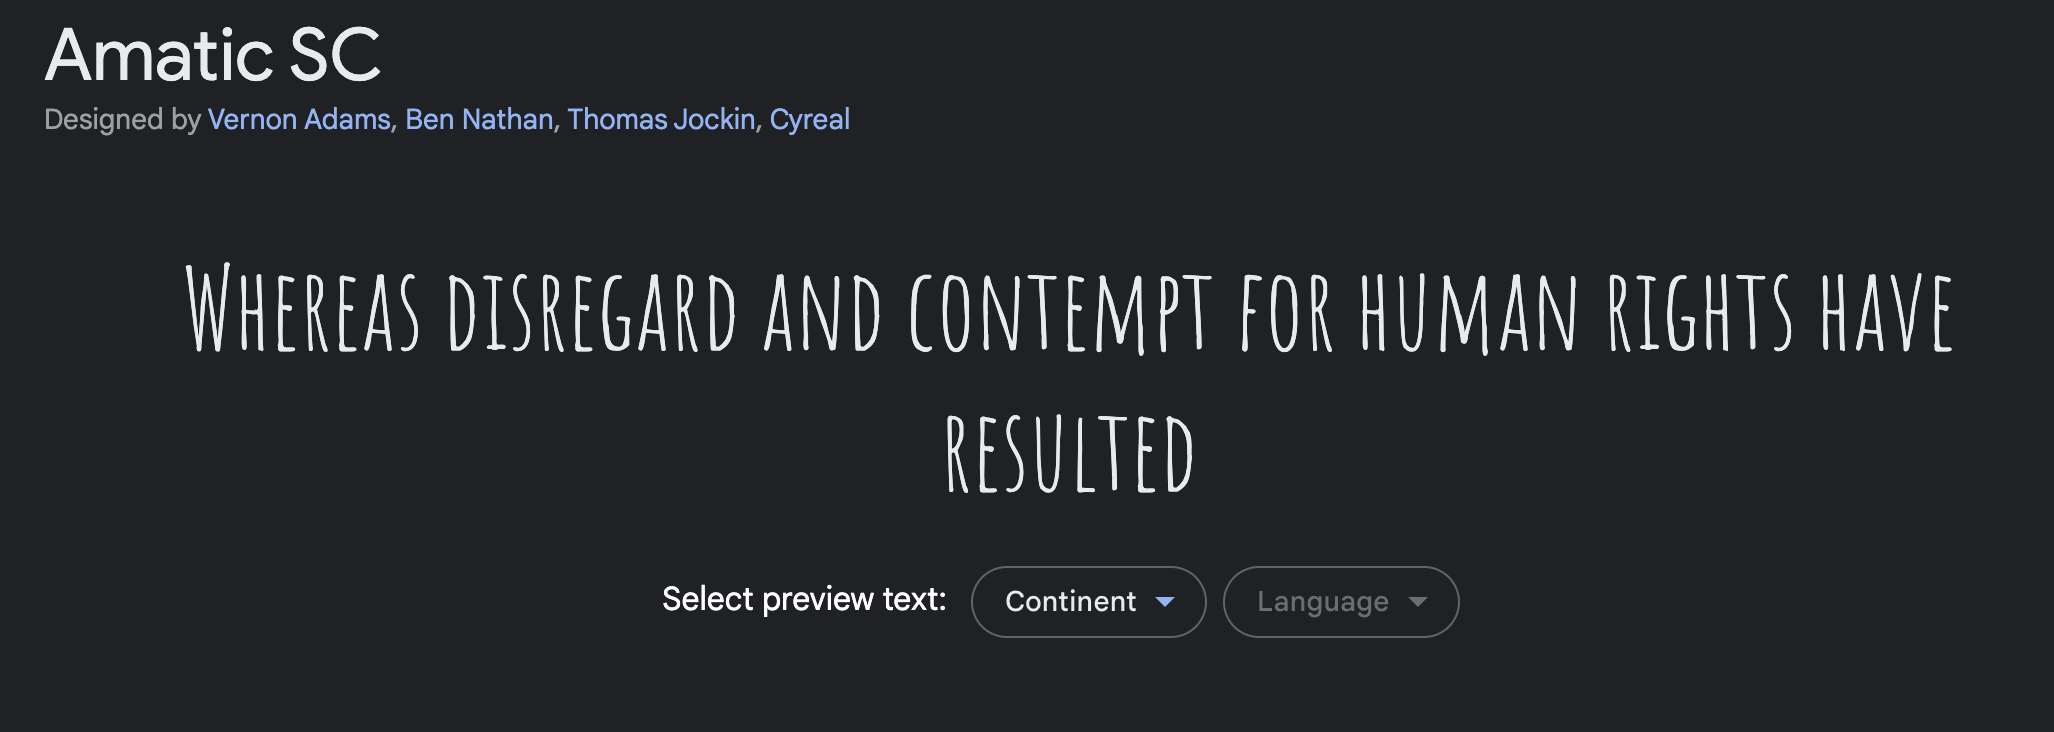 Amatic SC
Designed by Vernon Adams, Ben Nathan, Thomas Jockin, Cyreal
Whereas disregard and contempt for human rights have
resulted
Select preview text: Continent Language